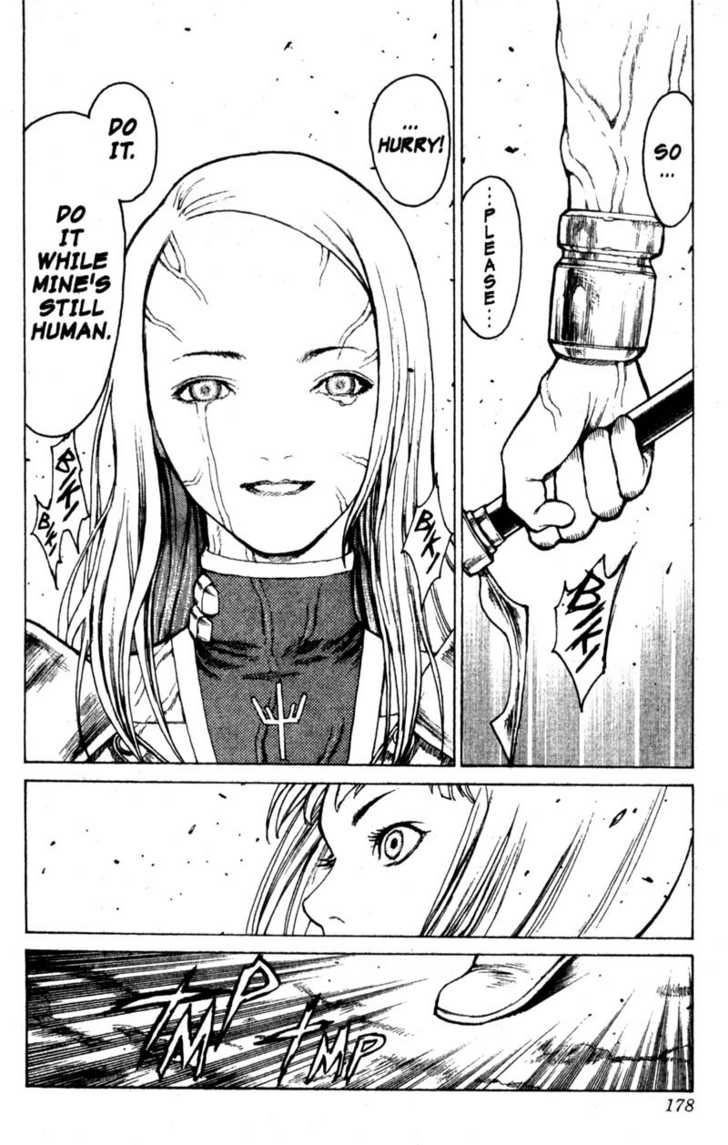 SO
...
...PLEASE...
BIKI
...
HURRY!
DO
IT.
DO
IT
WHILE
MINE'S
STILL
HUMAN.
BIKI
BIKI
BIKI
TMP
TMP
178